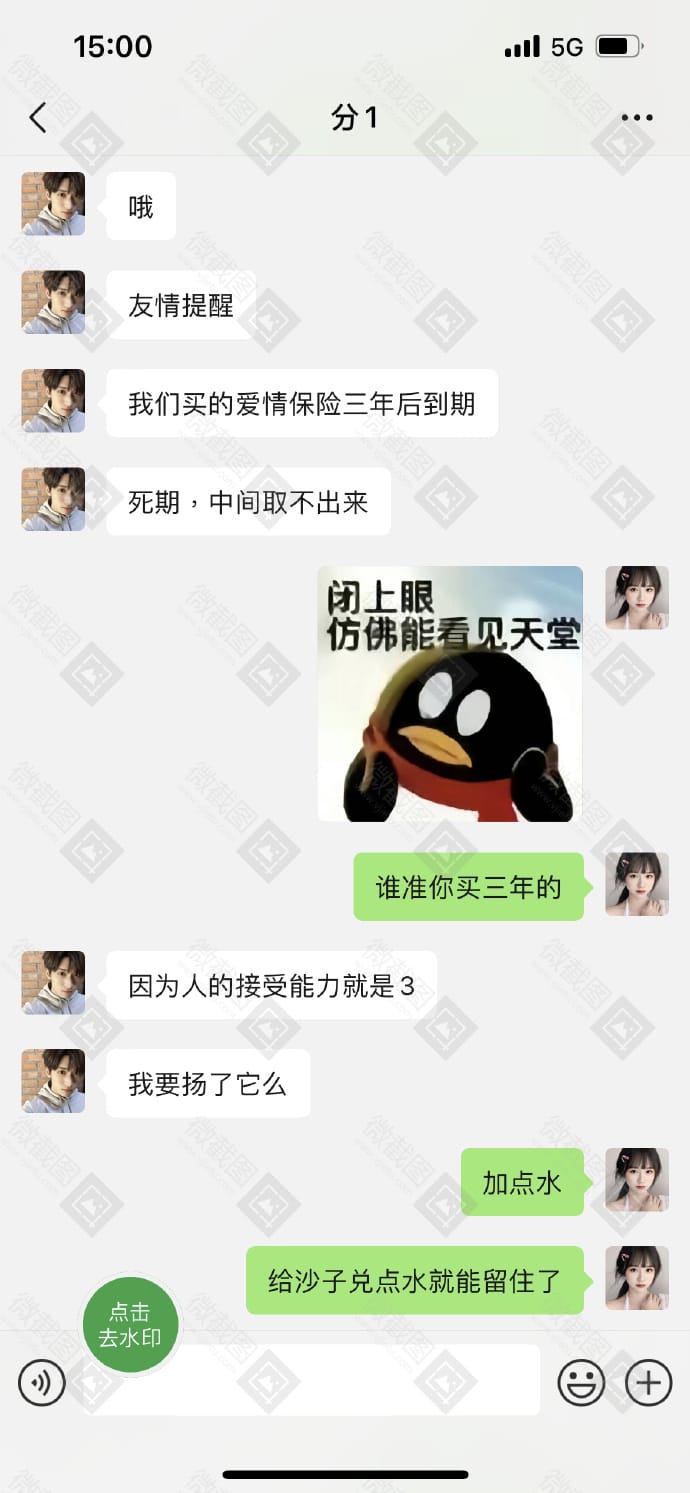 15:00
5G
分1
哦
友情提醒
我们买的爱情保险三年后到期
死期，中间取不出来
闭上眼
仿佛能看见天堂
谁准你买三年的
因为人的接受能力就是3
我要扬了它么
加点水
给沙子兑点水就能留住了
点击
去水印
微截图